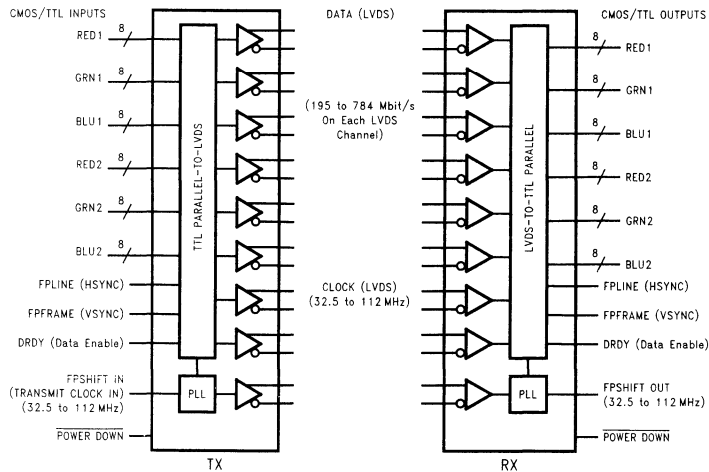 CMOS/TTL INPUTS
RED1
8
GRN1
8
BLU1
8
RED2
8
GRN2
8
BLU2
8
FPLINE (HSYNC)
FPFRAME (VSYNC)
DRDY (Data Enable)
FPSHIFT IN
(TRANSMIT CLOCK IN)
(32.5 to 112 MHz)
POWER DOWN
TTL PARALLEL-TO-LVDS
PLL
TX
DATA (LVDS)
(195 to 784 Mbit/s
On Each LVDS
Channel)
CLOCK (LVDS)
(32.5 to 112 MHz)
LVDS-TO-TTL PARALLEL
PLL
RX
CMOS/TTL OUTPUTS
8
RED1
8
GRN1
8
BLU1
8
RED2
8
GRN2
8
BLU2
FPLINE (HSYNC)
FPFRAME (VSYNC)
DRDY (Data Enable)
FPSHIFT OUT
(32.5 to 112 MHz)
POWER DOWN